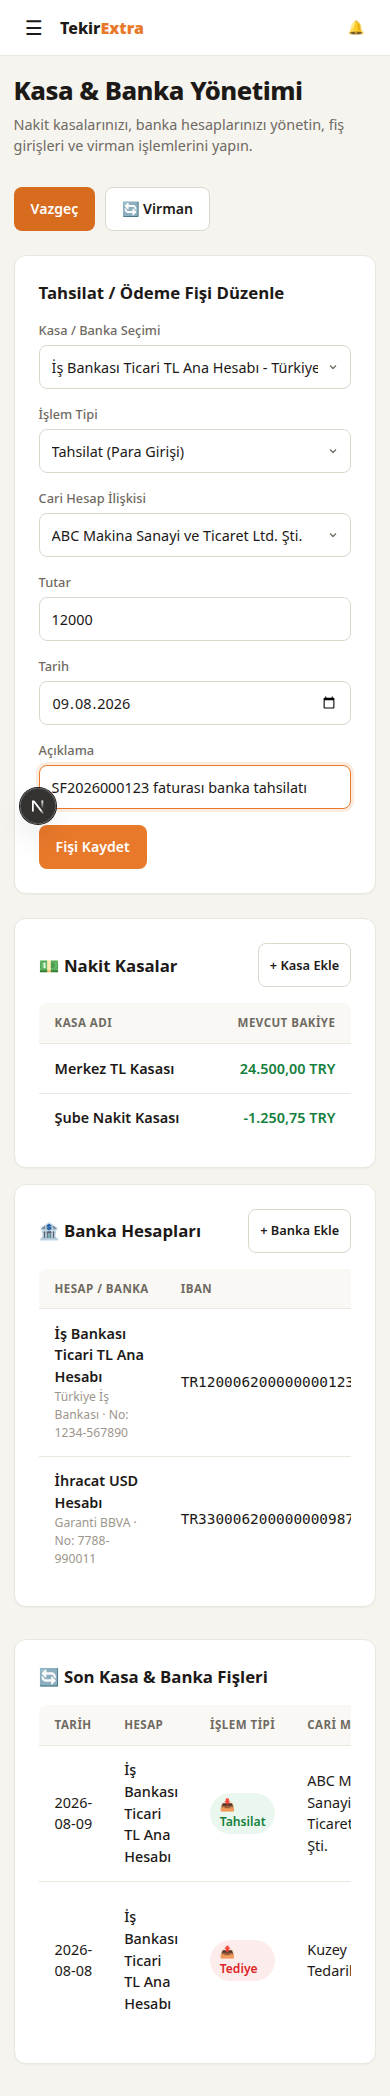 TekirExtra
Kasa & Banka Yönetimi
Nakit kasalarınızı, banka hesaplarınızı yönetin, fiş
girişleri ve virman işlemlerini yapın.
Vazgeç
Virman
Tahsilat / Ödeme Fişi Düzenle
Kasa / Banka Seçimi
İş Bankası Ticari TL Ana Hesabı - Türkiye
İşlem Tipi
Tahsilat (Para Girişi)
Cari Hesap İlişkisi
ABC Makina Sanayi ve Ticaret Ltd. Şti.
Tutar
12000
Tarih
09.08.2026
Açıklama
SF2026000123 faturası banka tahsilatı
N
Fişi Kaydet
Nakit Kasalar
+ Kasa Ekle
KASA ADI MEVCUT BAKİYE
Merkez TL Kasası 24.500,00 TRY
Şube Nakit Kasası -1.250,75 TRY
Banka Hesapları
+ Banka Ekle
HESAP / BANKA IBAN
İş Bankası
Ticari TL Ana
Hesabı
Türkiye İş
Bankası · No:
1234-567890
TR120006200000000123
İhracat USD
Hesabı
Garanti BBVA ·
No: 7788-
990011
TR330006200000000987
Son Kasa & Banka Fişleri
TARİH HESAP İŞLEM TİPİ CARİ M
2026-
08-09
İş
Bankası
Ticari
TL Ana
Hesabı
Tahsilat
ABC M
Sanayi
Ticaret
Şti.
2026-
08-08
İş
Bankası
Ticari
TL Ana
Hesabı
Tediye
Kuzey
Tedaril